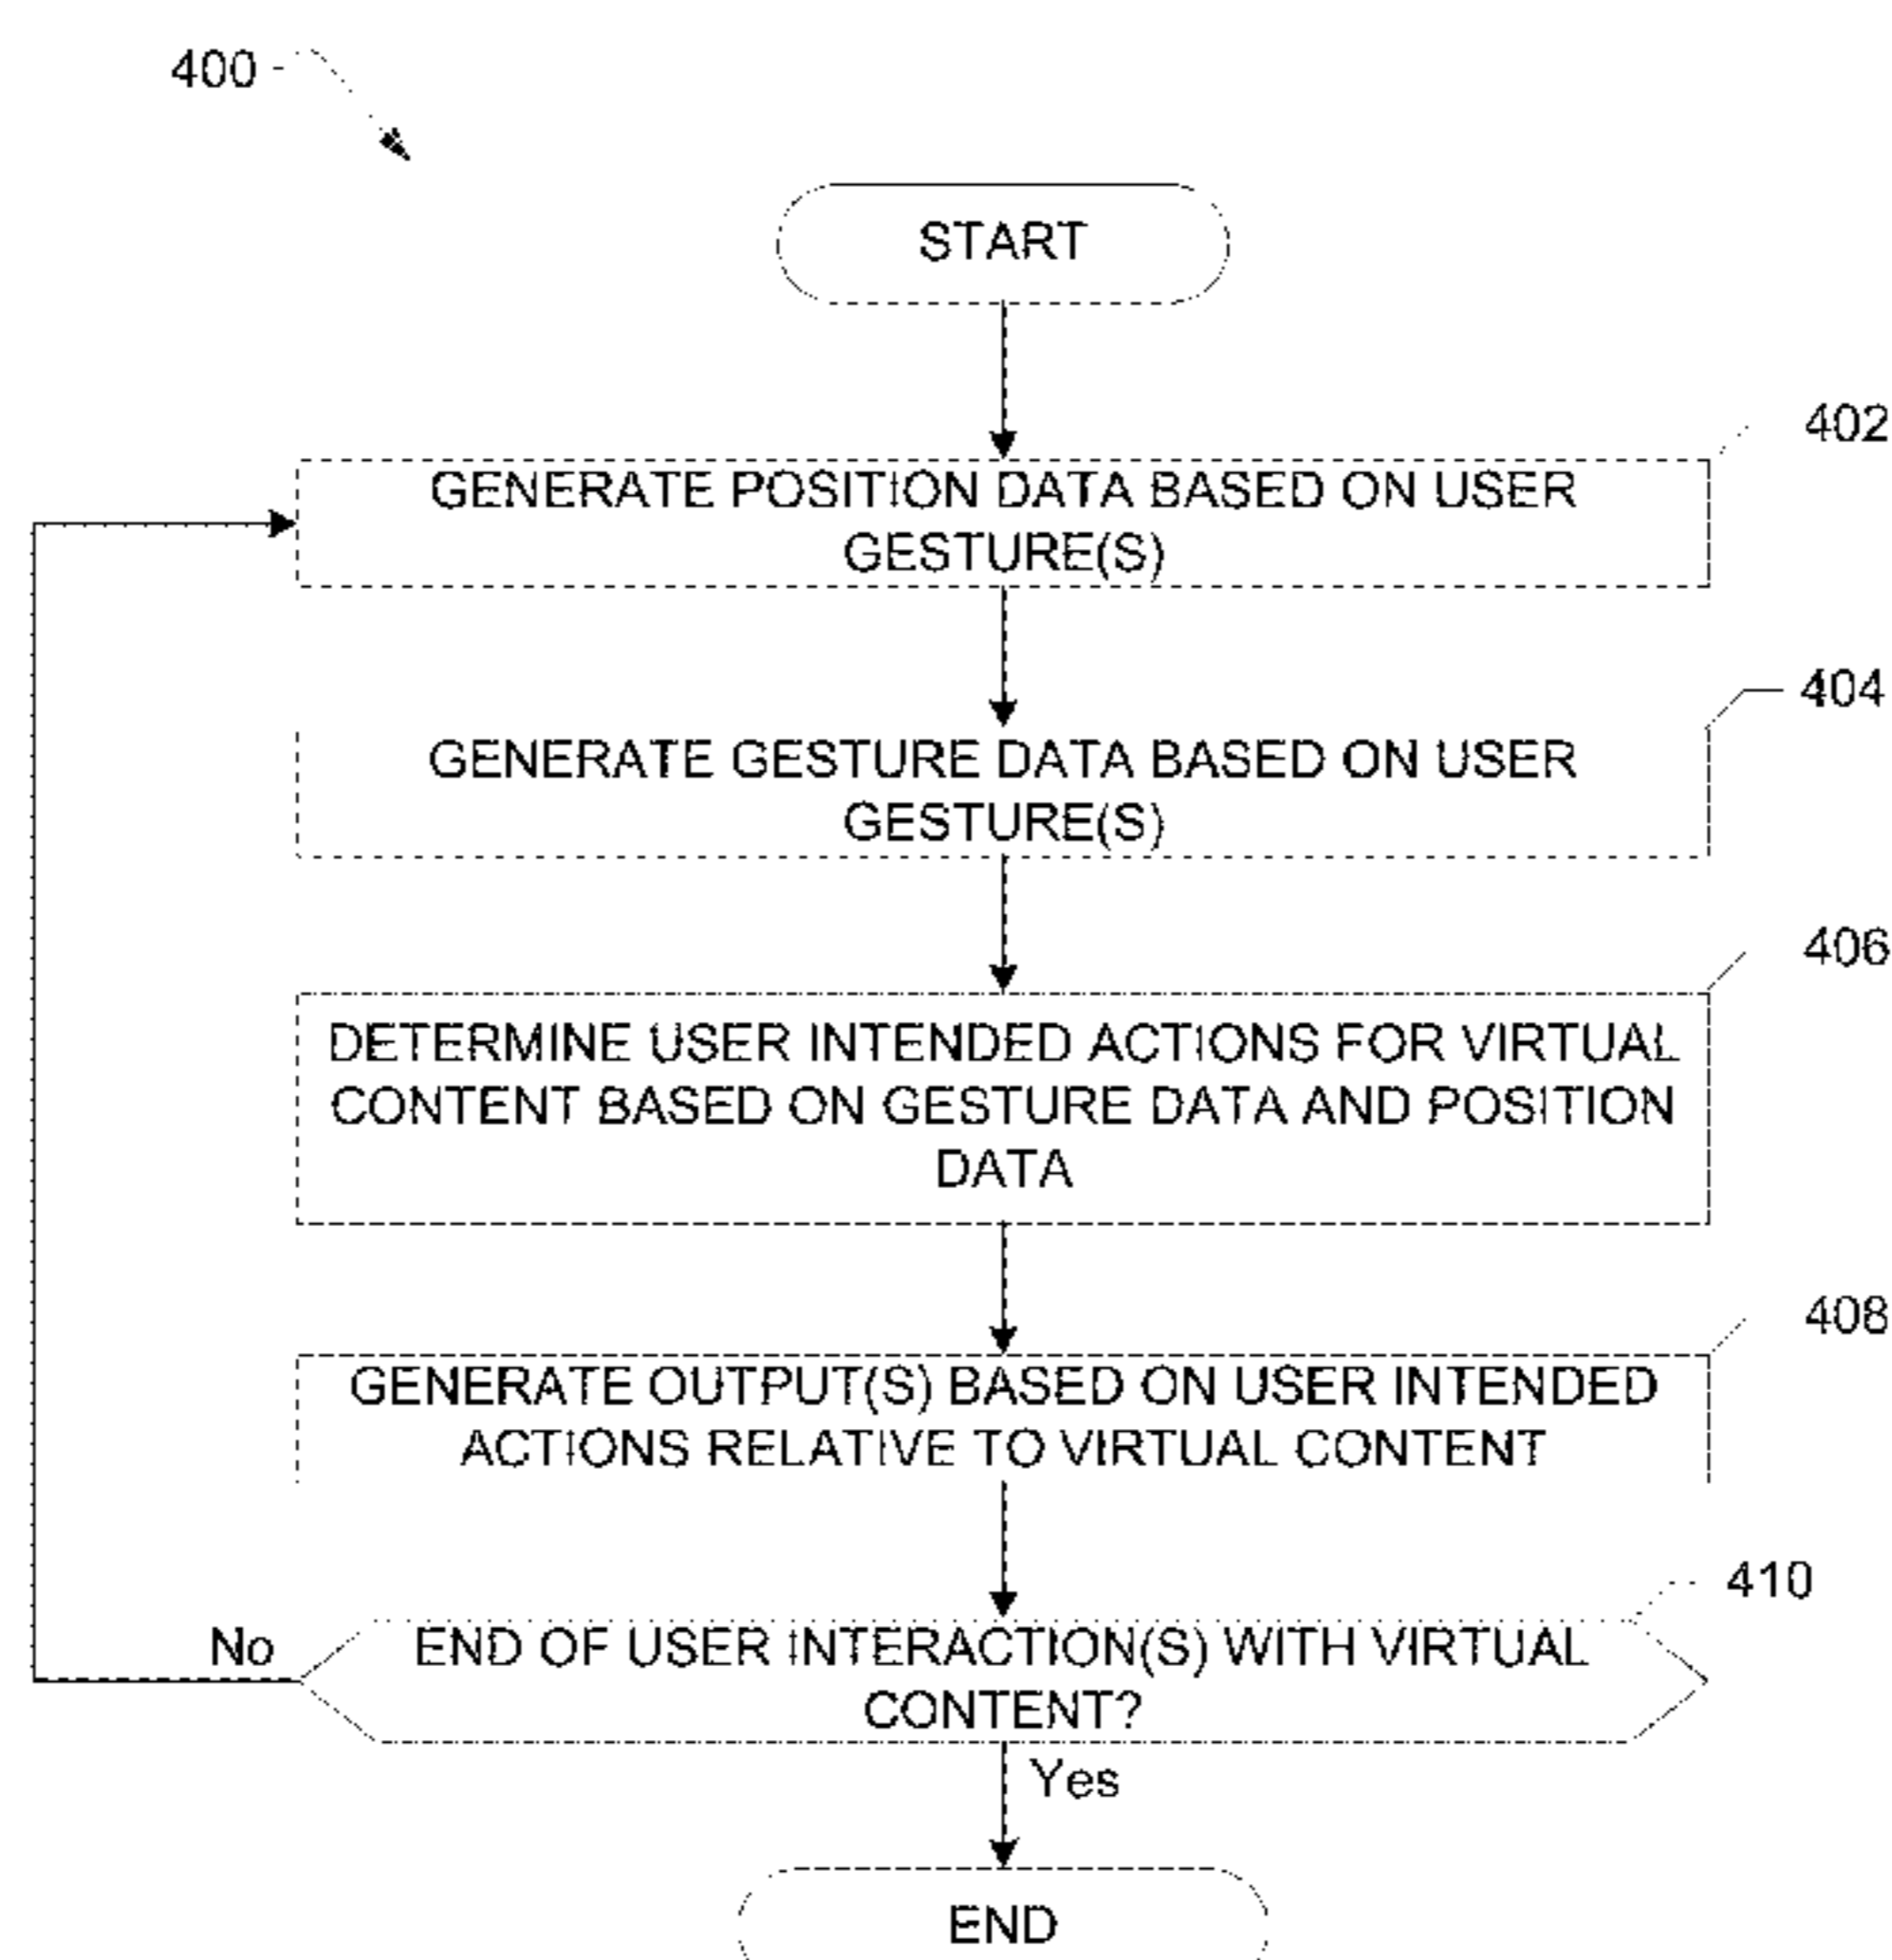 400
START
402
GENERATE POSITION DATA BASED ON USER
GESTURE(S)
404
GENERATE GESTURE DATA BASED ON USER
GESTURE(S)
406
DETERMINE USER INTENDED ACTIONS FOR VIRTUAL
CONTENT BASED ON GESTURE DATA AND POSITION
DATA
408
GENERATE OUTPUT(S) BASED ON USER INTENDED
ACTIONS RELATIVE TO VIRTUAL CONTENT
410
No
END OF USER INTERACTION(S) WITH VIRTUAL
CONTENT?
Yes
END